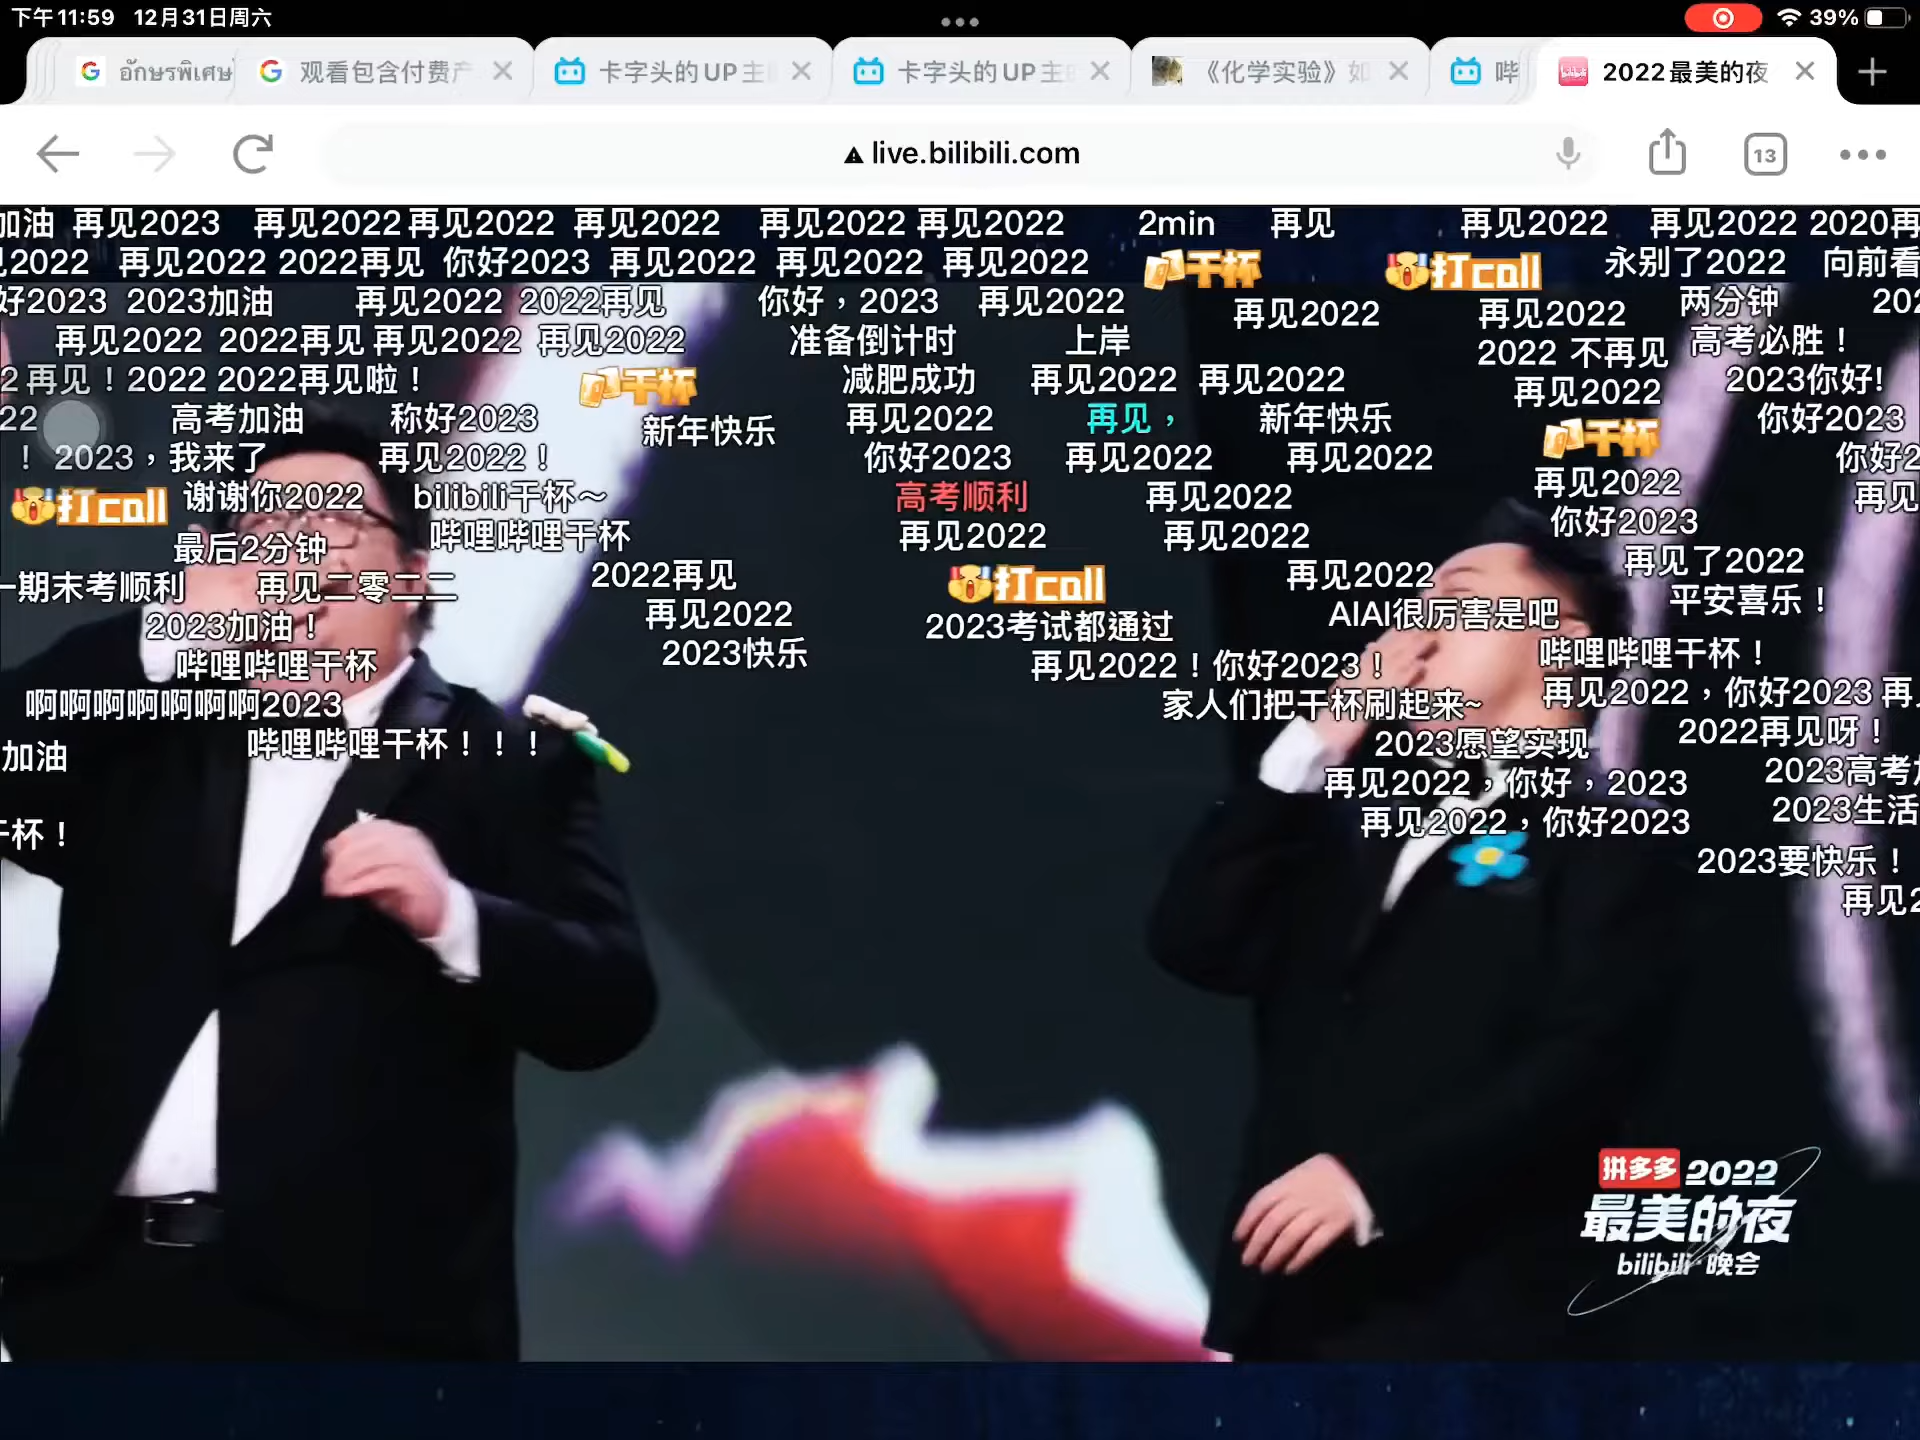 下午11:59 12月31日周六
39%
อักษรพิเศษ 观看包含付费产 卡字头的UP主 卡字头的UP主 《化学实验》如 哔 2022最美的夜
live.bilibili.com
13
加油 再见2023 再见2022 再见2022 再见2022 再见2022 再见2022 2min 再见 再见2022 再见2022 2020再
见2022 再见2022 2022再见 你好2023 再见2022 再见2022 再见2022 干杯 打call 永别了2022 向前看
好2023 2023加油 再见2022 2022再见 你好，2023 再见2022 再见2022 再见2022 两分钟 202
再见2022 2022再见 再见2022 再见2022 准备倒计时 上岸 2022 不再见 高考必胜！
2 再见！2022 2022再见啦！ 干杯 减肥成功 再见2022 再见2022 再见2022 2023你好!
22 高考加油 称好2023 新年快乐 再见2022 再见， 新年快乐 干杯 你好2023
！ 2023，我来了 再见2022！ 你好2023 再见2022 再见2022 再见2022 你好2
打call 谢谢你2022 bilibili干杯～ 高考顺利 再见2022 你好2023 再见
最后2分钟 哔哩哔哩干杯 再见2022 再见2022 再见了2022
一期末考顺利 再见二零二二 2022再见 打call 再见2022 平安喜乐！
2023加油！ 再见2022 2023考试都通过 AIAI很厉害是吧
哔哩哔哩干杯 2023快乐 再见2022！你好2023！ 哔哩哔哩干杯！
啊啊啊啊啊啊啊2023 家人们把干杯刷起来~ 再见2022，你好2023 再见
加油 哔哩哔哩干杯！！！ 2023愿望实现 2022再见呀！
再见2022，你好，2023 2023高考加
干杯！ 再见2022，你好2023 2023生活
2023要快乐！
再见2
拼多多 2022
最美的夜
bilibili 晚会